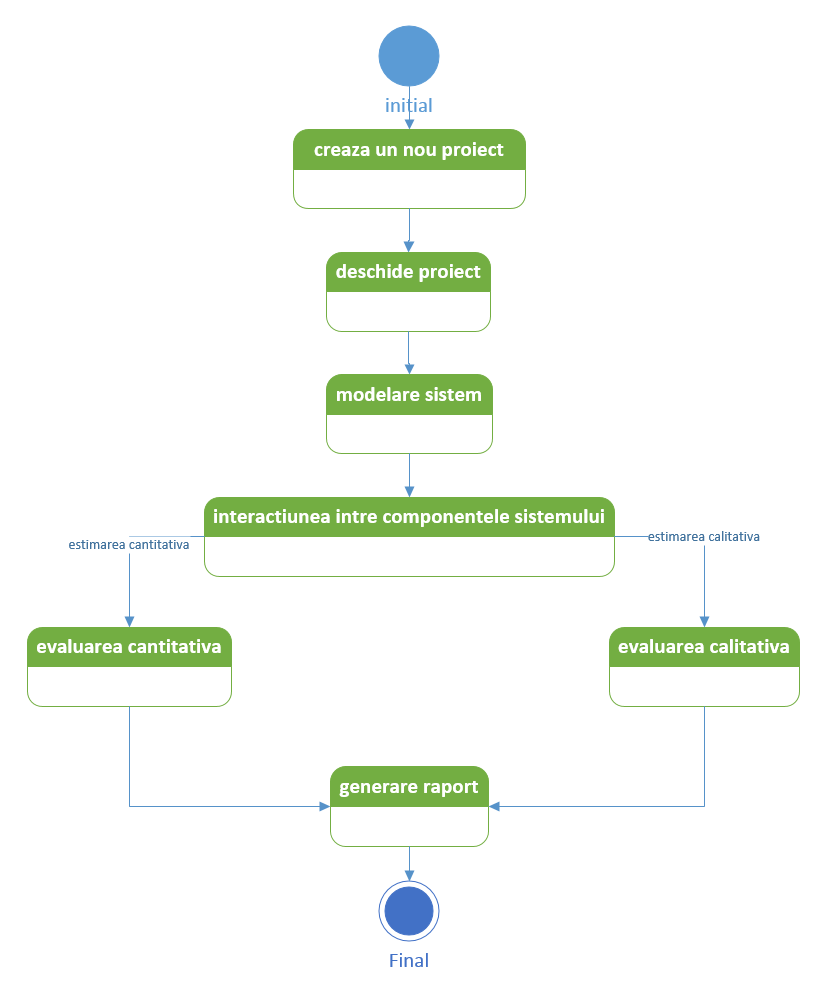 initial
creaza un nou proiect
deschide proiect
modelare sistem
interactiunea intre componentele sistemului
estimarea cantitativa
estimarea calitativa
evaluarea cantitativa
evaluarea calitativa
generare raport
Final